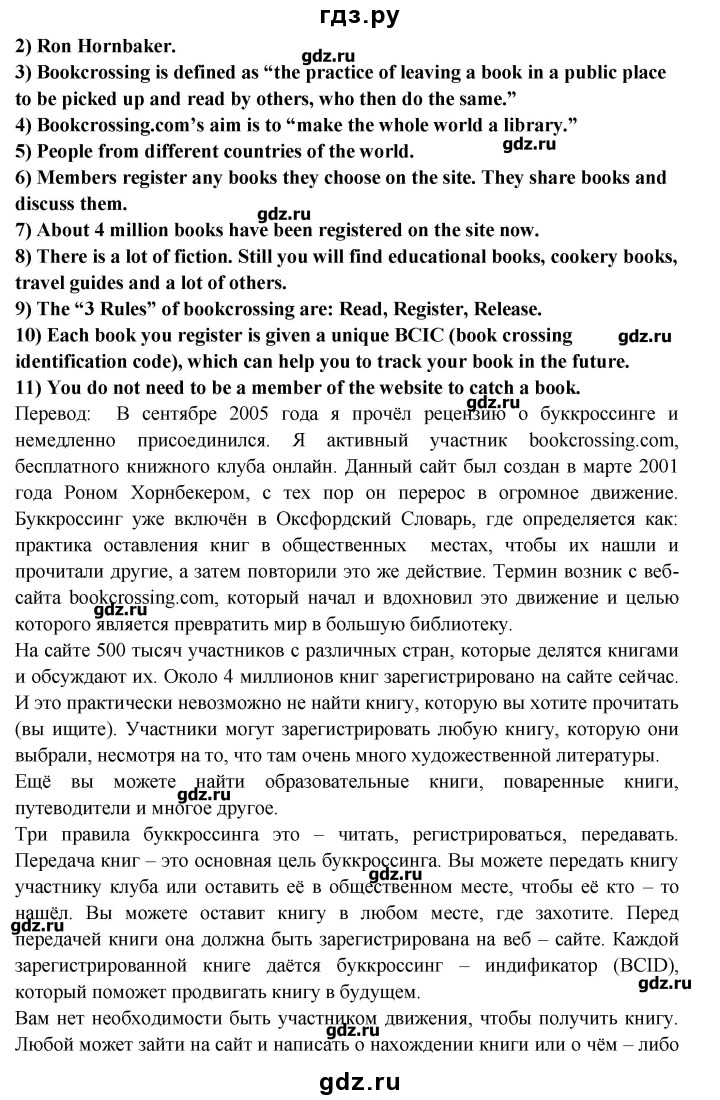 гдз.ру
2) Ron Hornbaker.
gdz.ru
3) Bookcrossing is defined as “the practice of leaving a book in a public place
to be picked up and read by others, who then do the same.”
4) Bookcrossing.com’s aim is to “make the whole world a library.”
gdz.ru
5) People from different countries of the world.
6) Members register any books they choose on the site. They share books and
discuss them.
gdz.ru
7) About 4 million books have been registered on the site now.
8) There is a lot of fiction. Still you will find educational books, cookery books,
travel guides and a lot of others.
9) The “3 Rules” of bookcrossing are: Read, Register, Release.
10) Each book you register is given a unique BCIC (book crossing
gdz.ru
identification code), which can help you to track your book in the future.
11) You do not need to be a member of the website to catch a book.
gdz.ru
Перевод: В сентябре 2005 года я прочёл рецензию о буккроссинге и
немедленно присоединился. Я активный участник bookcrossing.com,
бесплатного книжного клуба онлайн. Данный сайт был создан в марте 2001
года Роном Хорнбекером, с тех пор он перерос в огромное движение.
Буккроссинг уже включён в Оксфордский Словарь, где определяется как:
практика оставления книг в общественных местах, чтобы их нашли и
прочитали другие, а затем повторили это же действие. Термин возник с веб-
сайта bookcrossing.com, который начал и вдохновил это движение и целью
gdz.ru
которого является превратить мир в большую библиотеку.
На сайте 500 тысяч участников с различных стран, которые делятся книгами
и обсуждают их. Около 4 миллионов книг зарегистрировано на сайте сейчас.
И это практически невозможно не найти книгу, которую вы хотите прочитать
(вы ищите). Участники могут зарегистрировать любую книгу, которую они
выбрали, несмотря на то, что там очень много художественной литературы.
Ещё вы можете найти образовательные книги, поваренные книги,
gdz.ru
путеводители и многое другое.
Три правила буккроссинга это – читать, регистрироваться, передавать.
Передача книг – это основная цель буккроссинга. Вы можете передать книгу
gdz.ru
участнику клуба или оставить её в общественном месте, чтобы её кто – то
нашёл. Вы можете оставит книгу в любом месте, где захотите. Перед
gdz.ru
передачей книги она должна быть зарегистрирована на веб – сайте. Каждой
зарегистрированной книге даётся буккроссинг – индификатор (BCID),
gdz.ru
который поможет продвигать книгу в будущем.
Вам нет необходимости быть участником движения, чтобы получить книгу.
gdz.ru
Любой может зайти на сайт и написать о нахождении книги или о чём – либо
gdz.ru